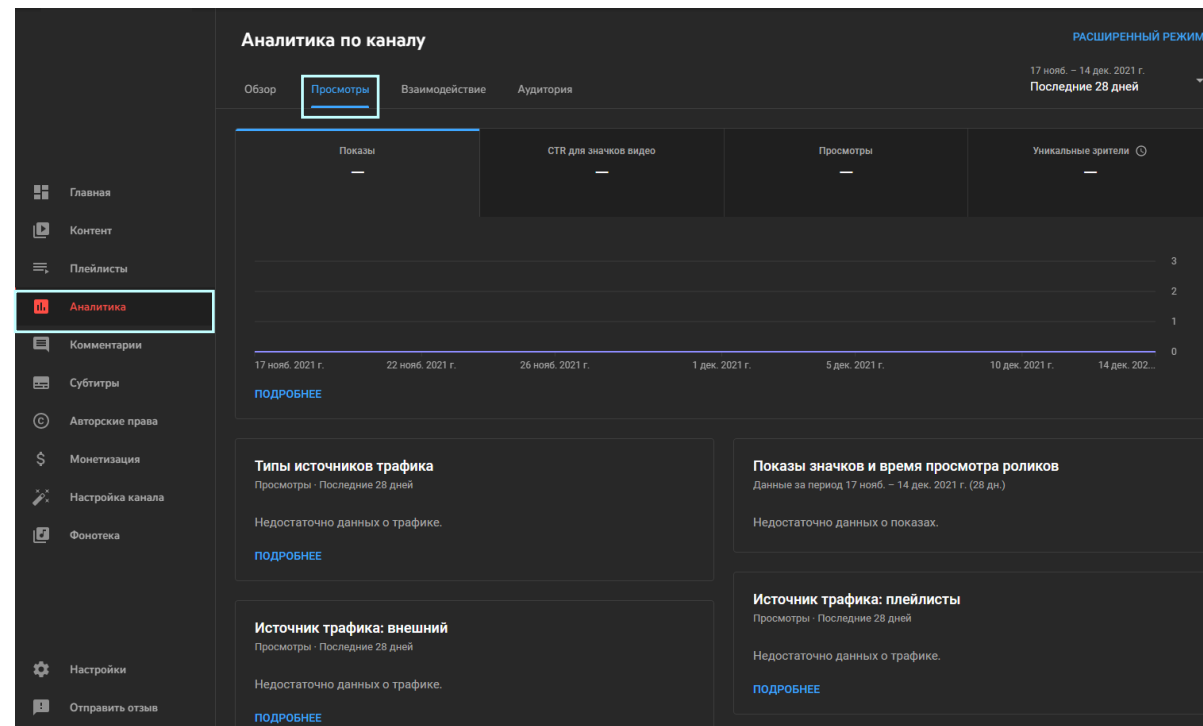 Аналитика по каналу
РАСШИРЕННЫЙ РЕЖИМ
Обзор
Просмотры
Взаимодействие
Аудитория
17 нояб. – 14 дек. 2021 г.
Последние 28 дней
Главная
Контент
Плейлисты
Аналитика
Комментарии
Субтитры
Авторские права
Монетизация
Настройка канала
Фонотека
Настройки
Отправить отзыв
Показы
—
CTR для значков видео
—
Просмотры
—
Уникальные зрители
—
3
2
1
0
17 нояб. 2021 г.
22 нояб. 2021 г.
26 нояб. 2021 г.
1 дек. 2021 г.
5 дек. 2021 г.
10 дек. 2021 г.
14 дек. 202...
ПОДРОБНЕЕ
Типы источников трафика
Просмотры · Последние 28 дней
Недостаточно данных о трафике.
ПОДРОБНЕЕ
Показы значков и время просмотра роликов
Данные за период 17 нояб. – 14 дек. 2021 г. (28 дн.)
Недостаточно данных о показах.
Источник трафика: внешний
Просмотры · Последние 28 дней
Недостаточно данных о трафике.
ПОДРОБНЕЕ
Источник трафика: плейлисты
Просмотры · Последние 28 дней
Недостаточно данных о трафике.
ПОДРОБНЕЕ